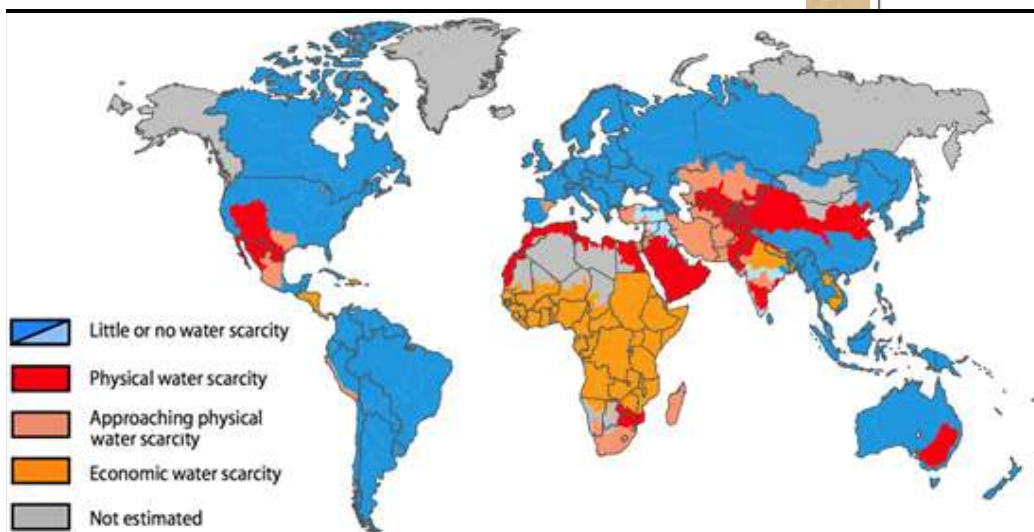 Little or no water scarcity
Physical water scarcity
Approaching physical
water scarcity
Economic water scarcity
Not estimated